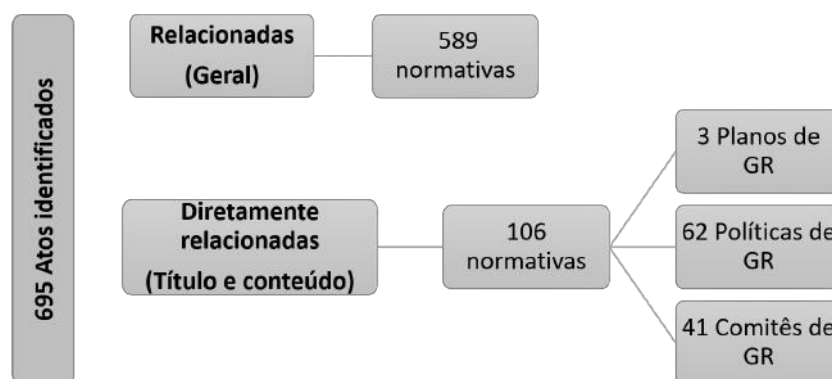 695 Atos identificados
Relacionadas
(Geral)
589
normativas
Diretamente
relacionadas
(Título e conteúdo)
106
normativas
3 Planos de
GR
62 Políticas de
GR
41 Comitês de
GR